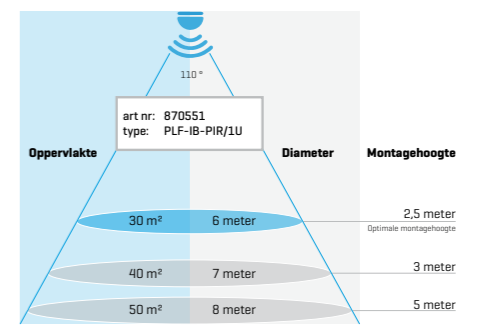 110 °
art nr: 870551
type: PLF-IB-PIR/1U
Oppervlakte Diameter Montagehoogte
30 m² 6 meter 2,5 meter
Optimale montagehoogte
40 m² 7 meter 3 meter
50 m² 8 meter 5 meter